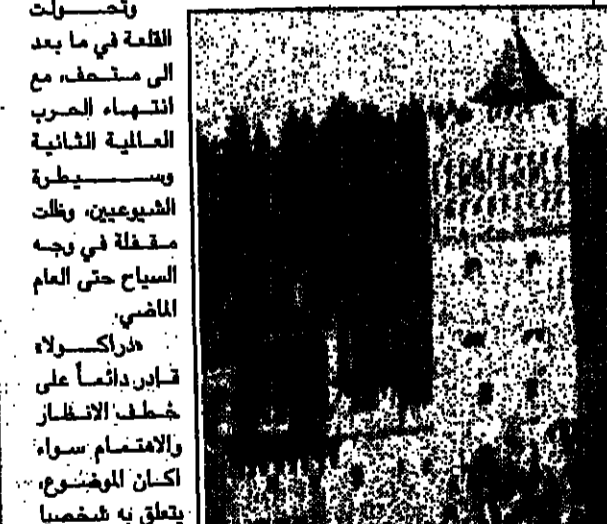 وتحولت
القلعة في ما بعد
الى متحف، مع
انتهاء الحرب
العالمية الثانية
وسيطرة
الشيوعيين، وظلت
مقفلة في وجه
السياح حتى العام
الماضي.
«دراكولا»
قادر دائماً على
خطف الانظار
والاهتمام سواء
اكان الموضوع،
يتعلق به شخصيا